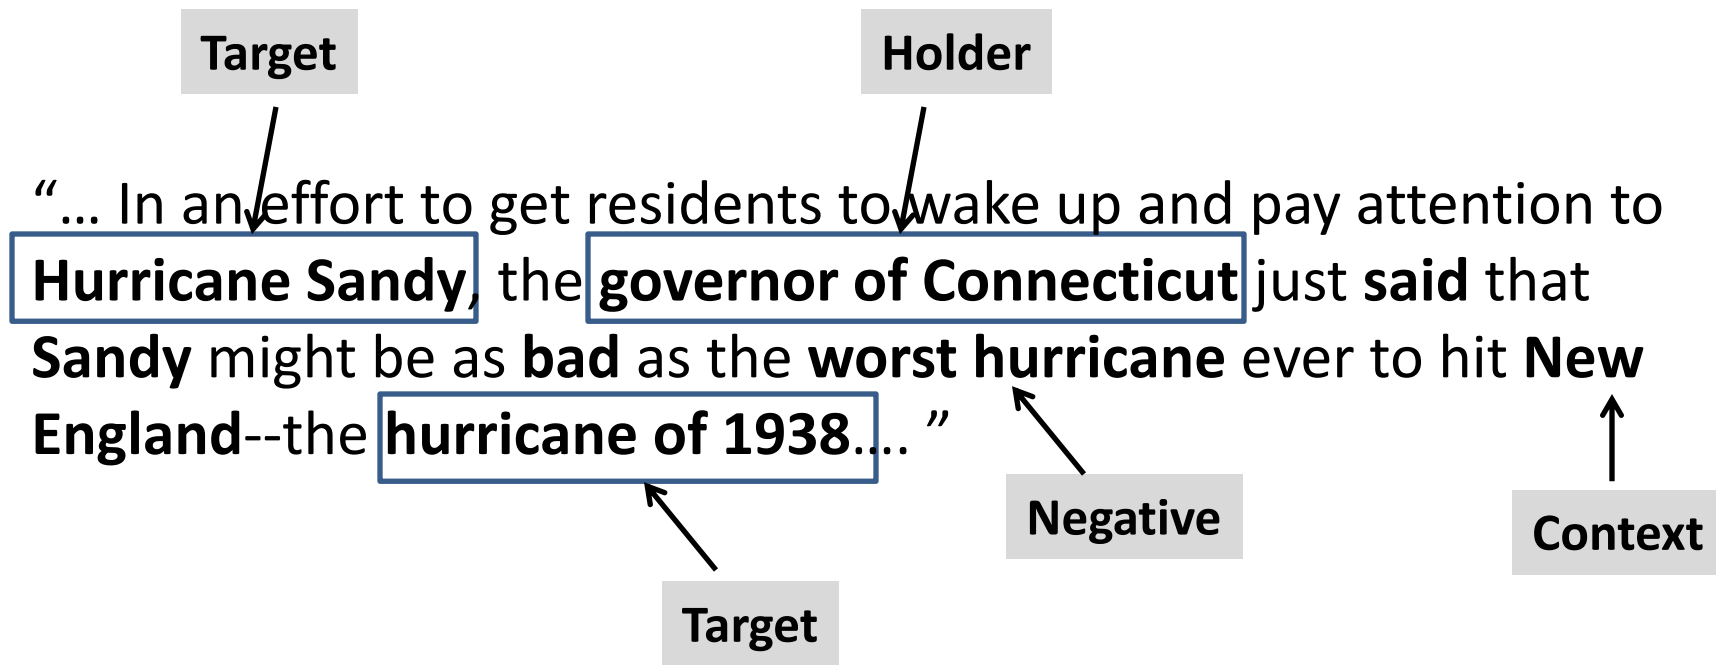 Target
Holder
“... In an effort to get residents to wake up and pay attention to
Hurricane Sandy, the governor of Connecticut just said that
Sandy might be as bad as the worst hurricane ever to hit New
England--the hurricane of 1938.... ”
Negative
Context
Target